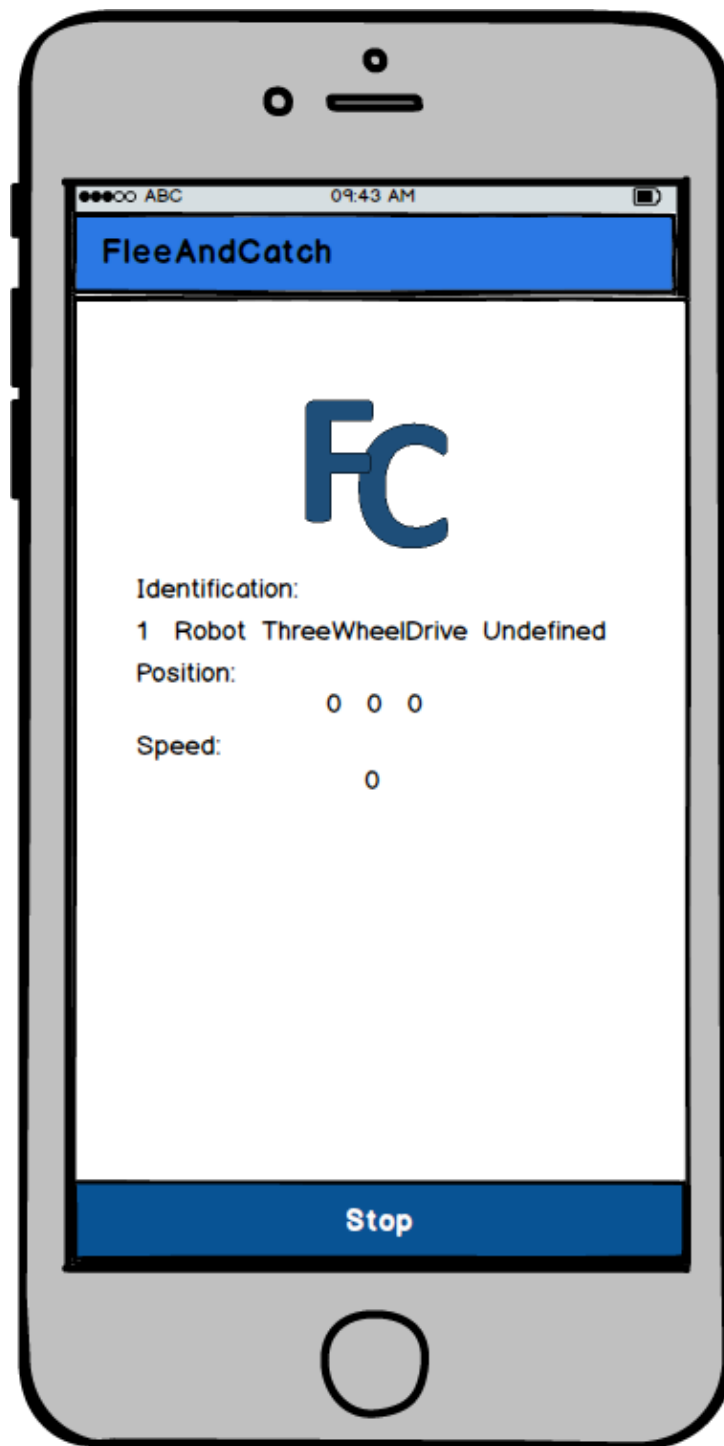 ABC 09:43 AM
FleeAndCatch
FC
Identification:
1 Robot ThreeWheelDrive Undefined
Position:
0 0 0
Speed:
0
Stop